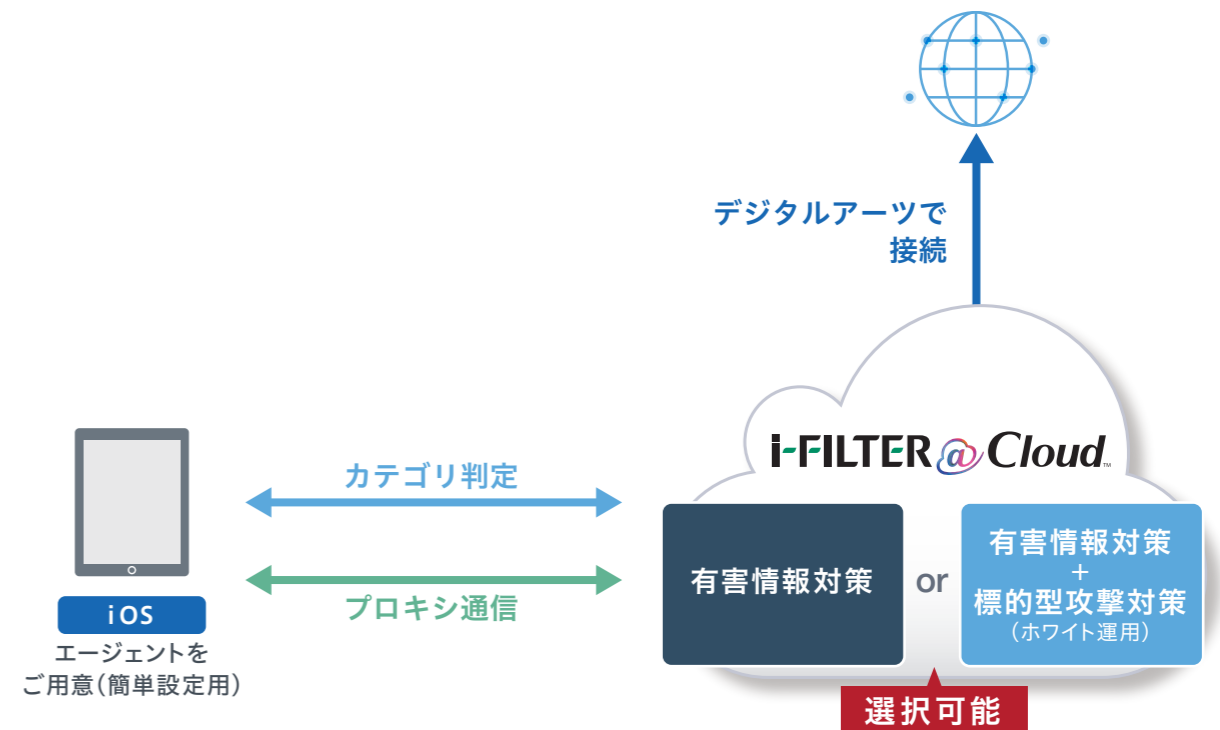 デジタルアーツで
接続
i-FILTER@Cloud™
カテゴリ判定
プロキシ通信
iOS
エージェントを
ご用意(簡単設定用)
有害情報対策
or
有害情報対策
+
標的型攻撃対策
(ホワイト運用)
選択可能